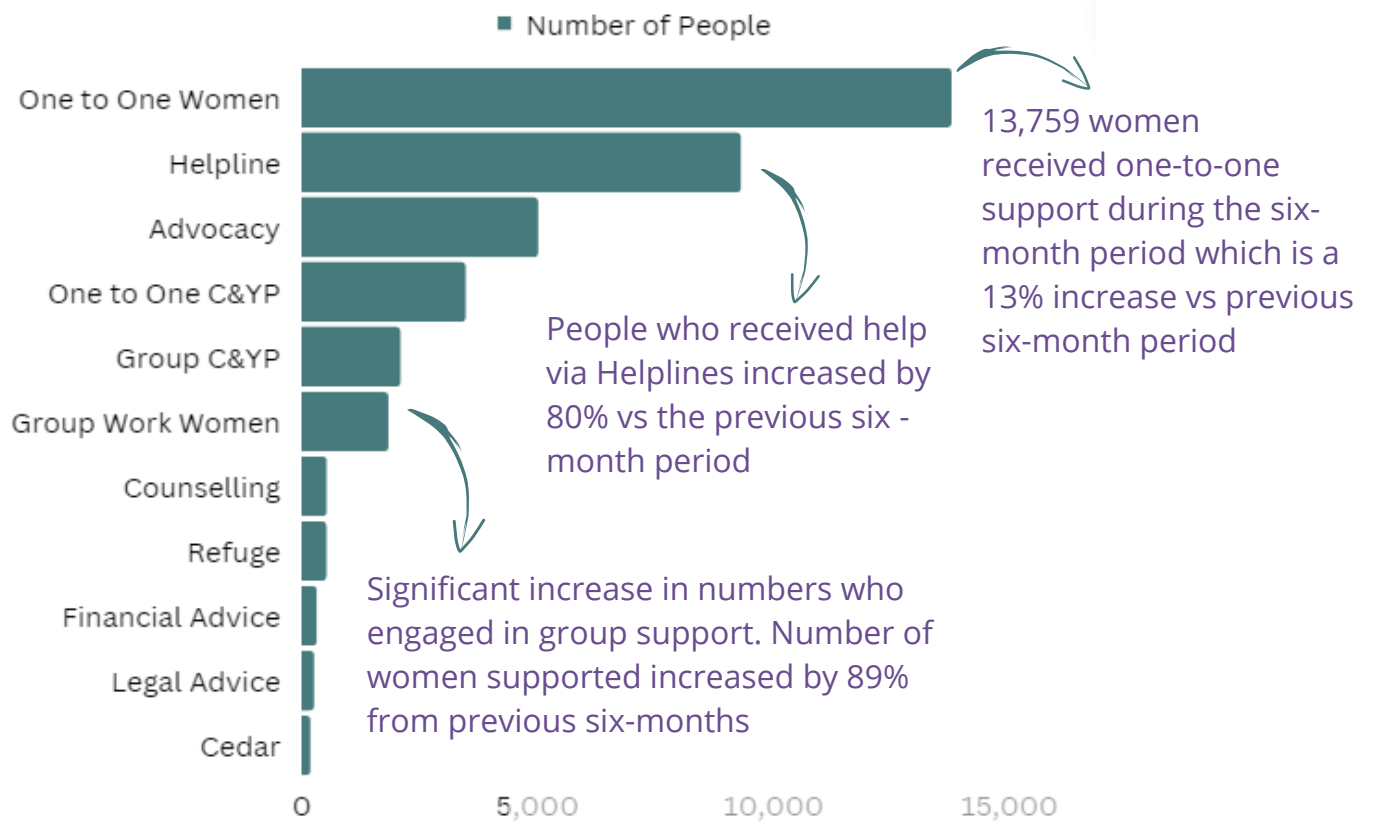 Number of People
One to One Women
Helpline
Advocacy
One to One C&YP
Group C&YP
Group Work Women
Counselling
Refuge
Financial Advice
Legal Advice
Cedar
0
5,000
10,000
15,000
13,759 women
received one-to-one
support during the six-
month period which is a
13% increase vs previous
six-month period
People who received help
via Helplines increased by
80% vs the previous six -
month period
Significant increase in numbers who
engaged in group support. Number of
women supported increased by 89%
from previous six-months